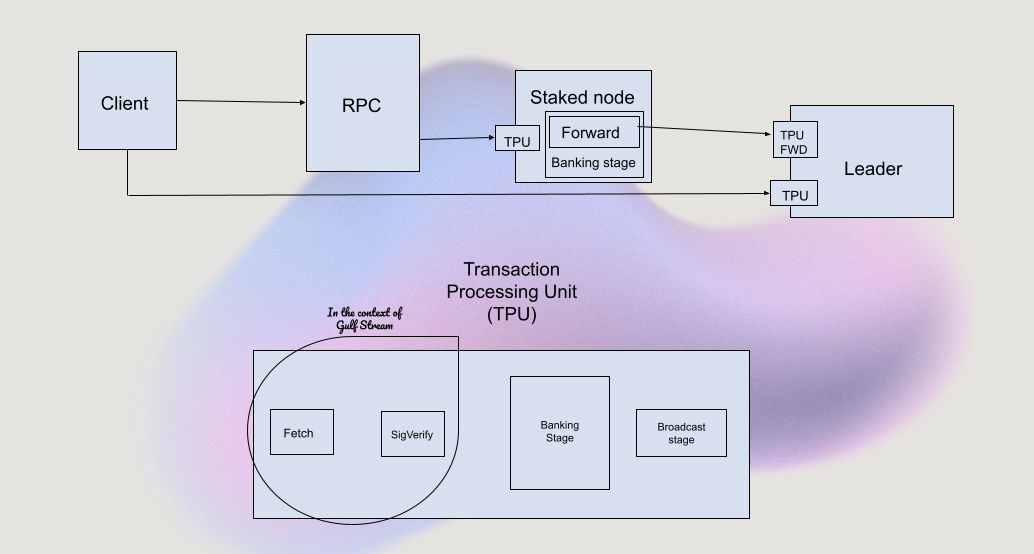 Client
RPC
Staked node
TPU
Forward
Banking stage
TPU
FWD
Leader
TPU
Transaction
Processing Unit
(TPU)
In the context of
Gulf Stream
Fetch
SigVerify
Banking
Stage
Broadcast
stage